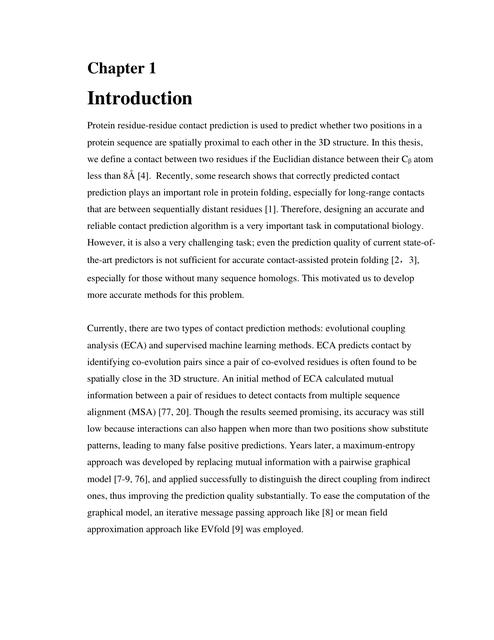 Chapter 1
Introduction
Protein residue-residue contact prediction is used to predict whether two positions in a
protein sequence are spatially proximal to each other in the 3D structure. In this thesis,
we define a contact between two residues if the Euclidian distance between their Cβ atom
less than 8Å [4].  Recently, some research shows that correctly predicted contact
prediction plays an important role in protein folding, especially for long-range contacts
that are between sequentially distant residues [1]. Therefore, designing an accurate and
reliable contact prediction algorithm is a very important task in computational biology.
However, it is also a very challenging task; even the prediction quality of current state-of-
the-art predictors is not sufficient for accurate contact-assisted protein folding [2，3],
especially for those without many sequence homologs. This motivated us to develop
more accurate methods for this problem.
Currently, there are two types of contact prediction methods: evolutional coupling
analysis (ECA) and supervised machine learning methods. ECA predicts contact by
identifying co-evolution pairs since a pair of co-evolved residues is often found to be
spatially close in the 3D structure. An initial method of ECA calculated mutual
information between a pair of residues to detect contacts from multiple sequence
alignment (MSA) [77, 20]. Though the results seemed promising, its accuracy was still
low because interactions can also happen when more than two positions show substitute
patterns, leading to many false positive predictions. Years later, a maximum-entropy
approach was developed by replacing mutual information with a pairwise graphical
model [7-9, 76], and applied successfully to distinguish the direct coupling from indirect
ones, thus improving the prediction quality substantially. To ease the computation of the
graphical model, an iterative message passing approach like [8] or mean field
approximation approach like EVfold [9] was employed.